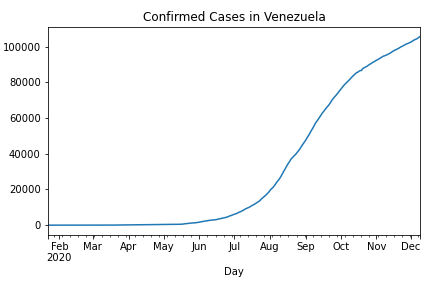 Confirmed Cases in Venezuela
100000
80000
60000
40000
20000
0
Feb Mar Apr May Jun Jul Aug Sep Oct Nov Dec
2020
Day